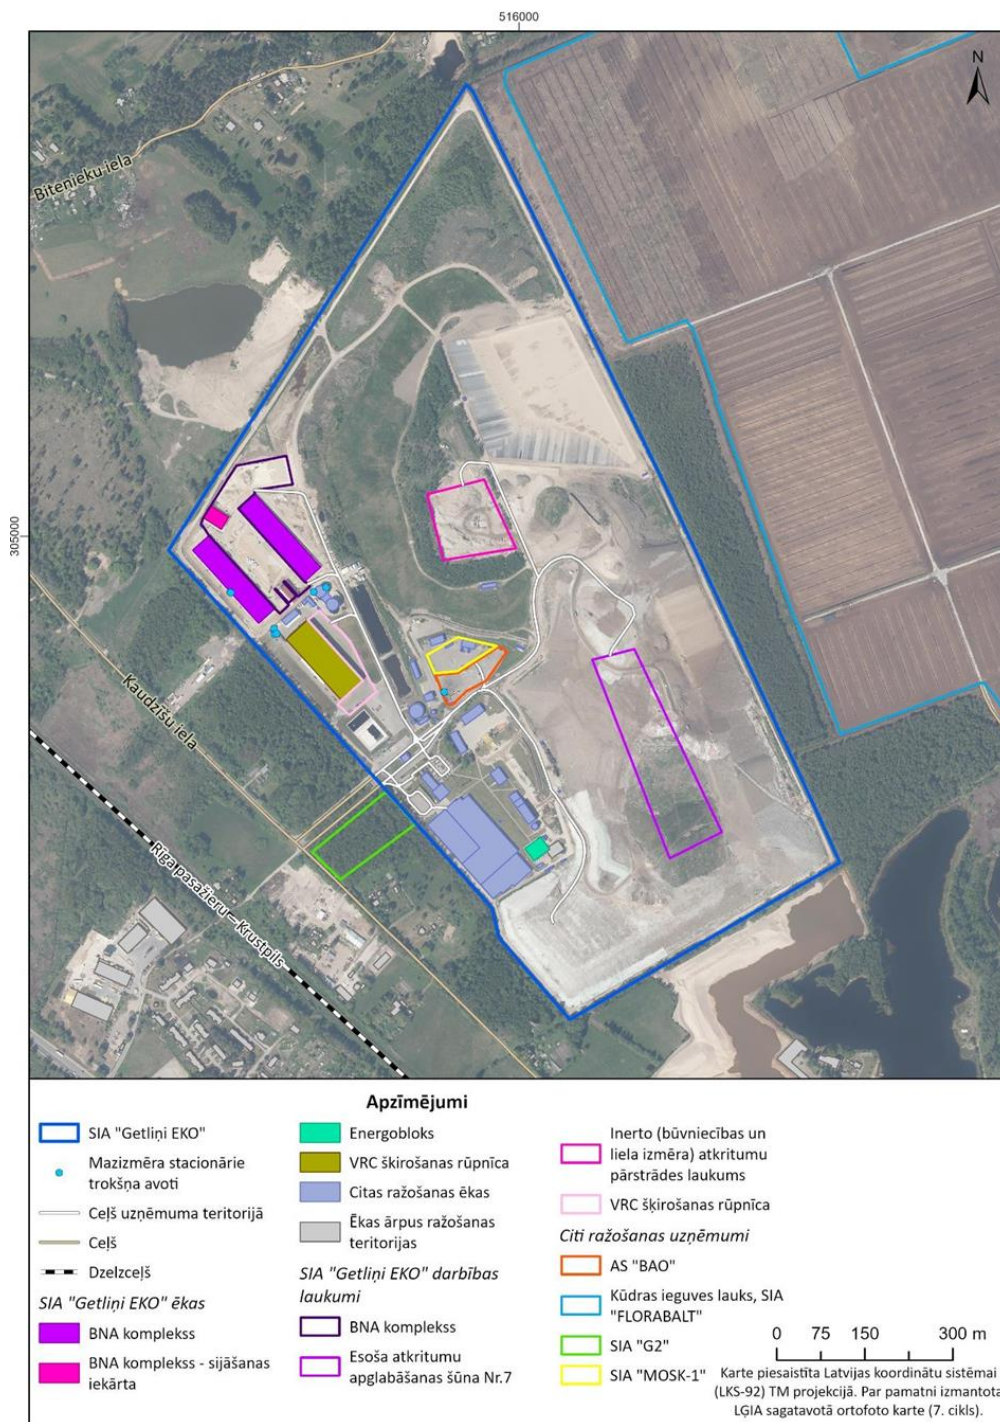 516000
N
305000
Bitenieku iela
Kaudzīšu iela
Rīga pasažieru – Krustpils
Apzīmējumi
SIA "Getliņi EKO"
Mazizmēra stacionārie
trokšņa avoti
Ceļš uzņēmuma teritorijā
Ceļš
Dzelzceļš
SIA "Getliņi EKO" ēkas
BNA komplekss
BNA komplekss - sijāšanas
iekārta
Energobloks
VRC škirošanas rūpnīca
Citas ražošanas ēkas
Ēkas ārpus ražošanas
teritorijas
SIA "Getliņi EKO" darbības
laukumi
BNA komplekss
Esoša atkritumu
apglabāšanas šūna Nr.7
Inerto (būvniecības un
liela izmēra) atkritumu
pārstrādes laukums
VRC šķirošanas rūpnīca
Citi ražošanas uzņēmumi
AS "BAO"
Kūdras ieguves lauks, SIA
"FLORABALT"
SIA "G2"
SIA "MOSK-1"
0 75 150 300 m
Karte piesaistīta Latvijas koordinātu sistēmai
(LKS-92) TM projekcijā. Par pamatni izmantota
LĢIA sagatavotā ortofoto karte (7. cikls).